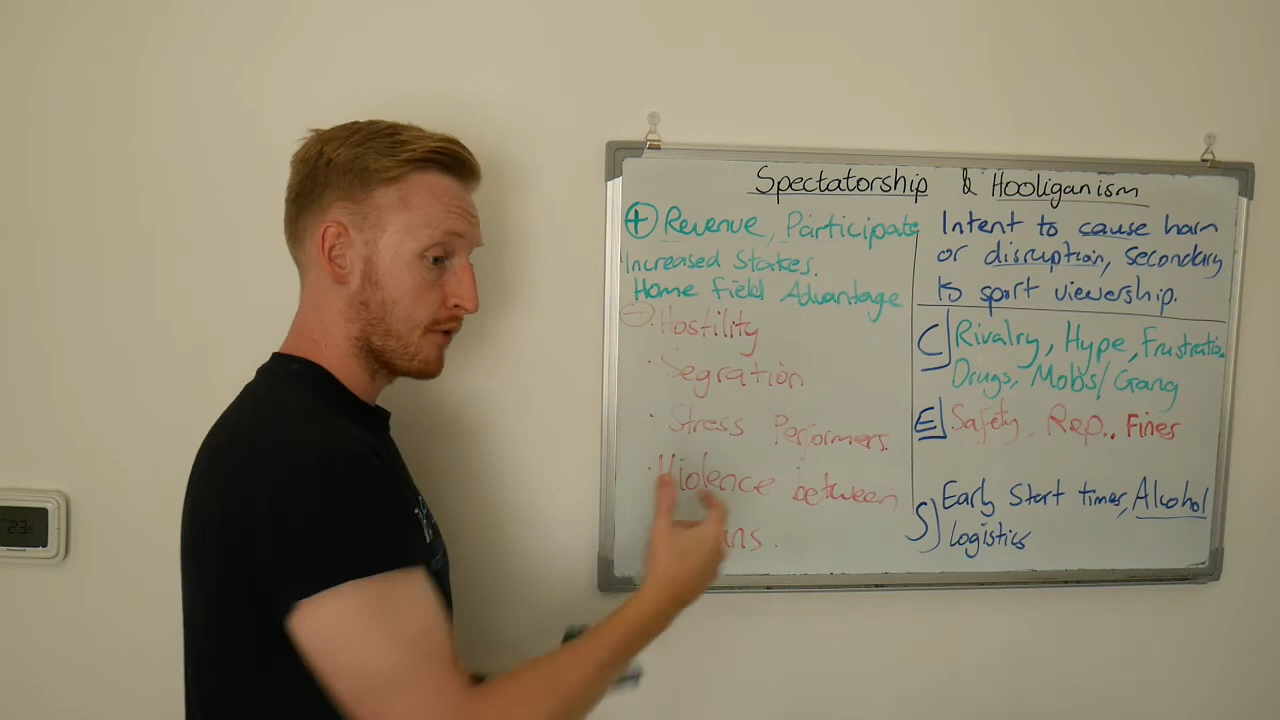 Spectatorship & Hooliganism
+ Revenue, Participate
Increased Stakes.
Home Field Advantage
- . Hostility
. Segration
. Stress Performers.
. Violence between
Intent to cause harm
or disruption, secondary
to sport viewership.
C) Rivalry, Hype, Frustratio
Drugs, Mobs/Gang
E) Safety, Rep., Fines
S) Early Start times, Alcohol
logistics
Honeywell